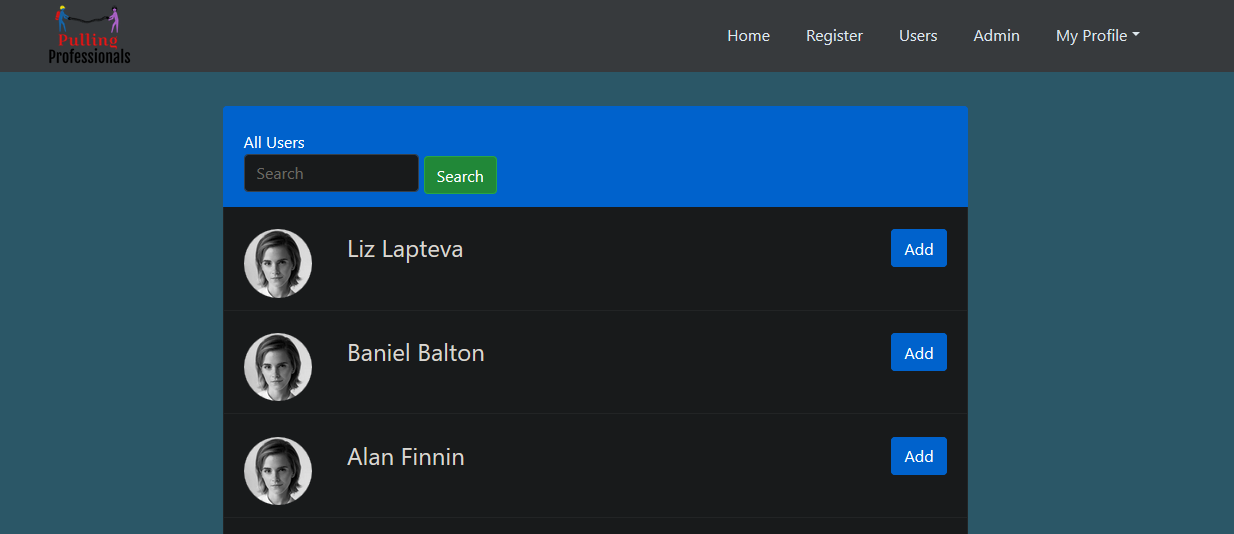 Pulling
Professionals
Home Register Users Admin My Profile
All Users
Search Search
Liz Lapteva Add
Baniel Balton Add
Alan Finnin Add